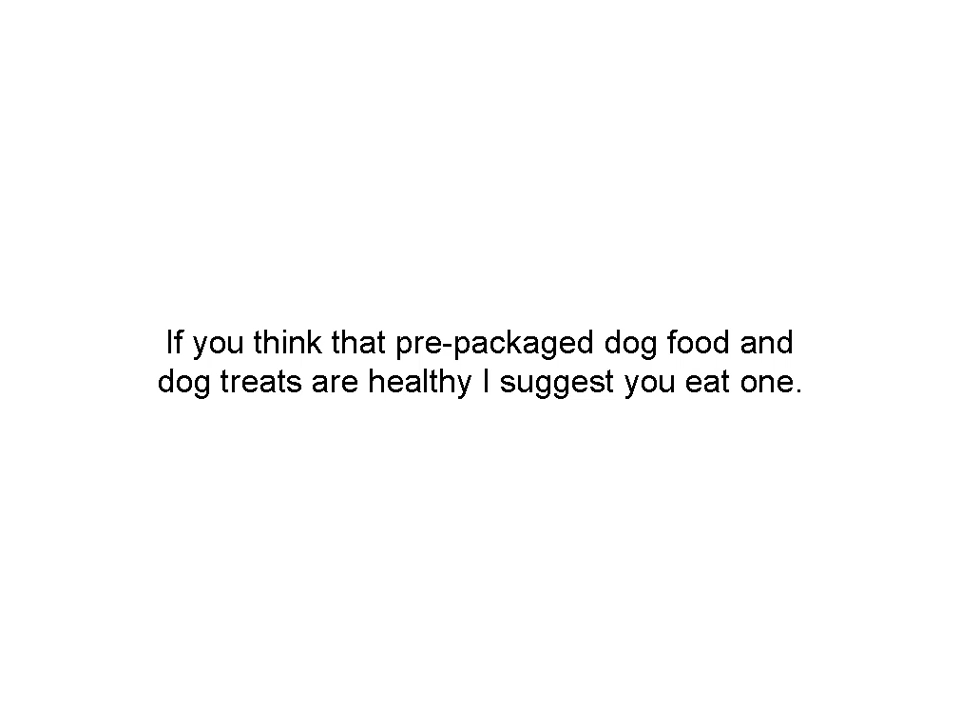 If you think that pre-packaged dog food and
dog treats are healthy I suggest you eat one.